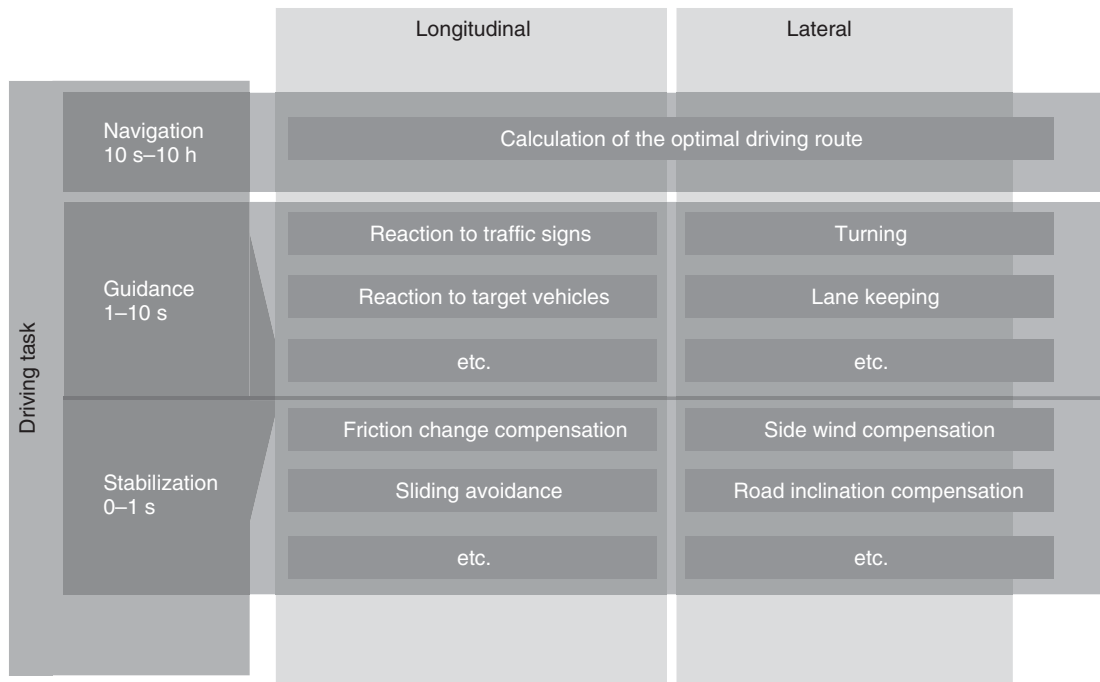 Longitudinal
Lateral
Driving task
Navigation
10 s–10 h
Calculation of the optimal driving route
Guidance
1–10 s
Reaction to traffic signs
Turning
Reaction to target vehicles
Lane keeping
etc.
etc.
Stabilization
0–1 s
Friction change compensation
Side wind compensation
Sliding avoidance
Road inclination compensation
etc.
etc.